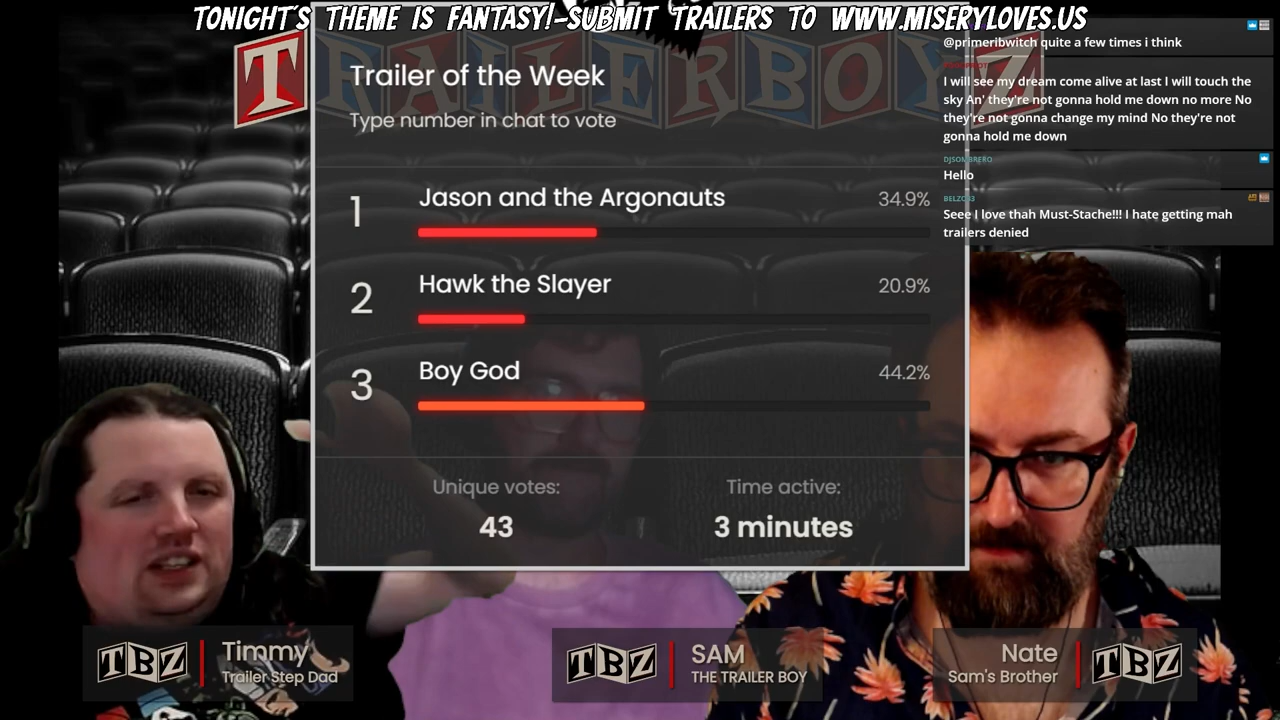 TONIGHT'S THEME IS FANTASY!-SUBMIT TRAILERS TO WWW.MISERYLOVES.US
TRAILERBOYZ
Trailer of the Week
Type number in chat to vote
1 Jason and the Argonauts 34.9%
2 Hawk the Slayer 20.9%
3 Boy God 44.2%
Unique votes: Time active:
43 3 minutes
@primeribwitch quite a few times i think
I will see my dream come alive at last I will touch the
sky An' they're not gonna hold me down no more No
they're not gonna change my mind No they're not
gonna hold me down
DJSOMBRERO
Hello
Seee I love thah Must-Stache!!! I hate getting mah
trailers denied
TBZ Timmy
Trailer Step Dad
TBZ SAM
THE TRAILER BOY
Nate TBZ
Sam's Brother